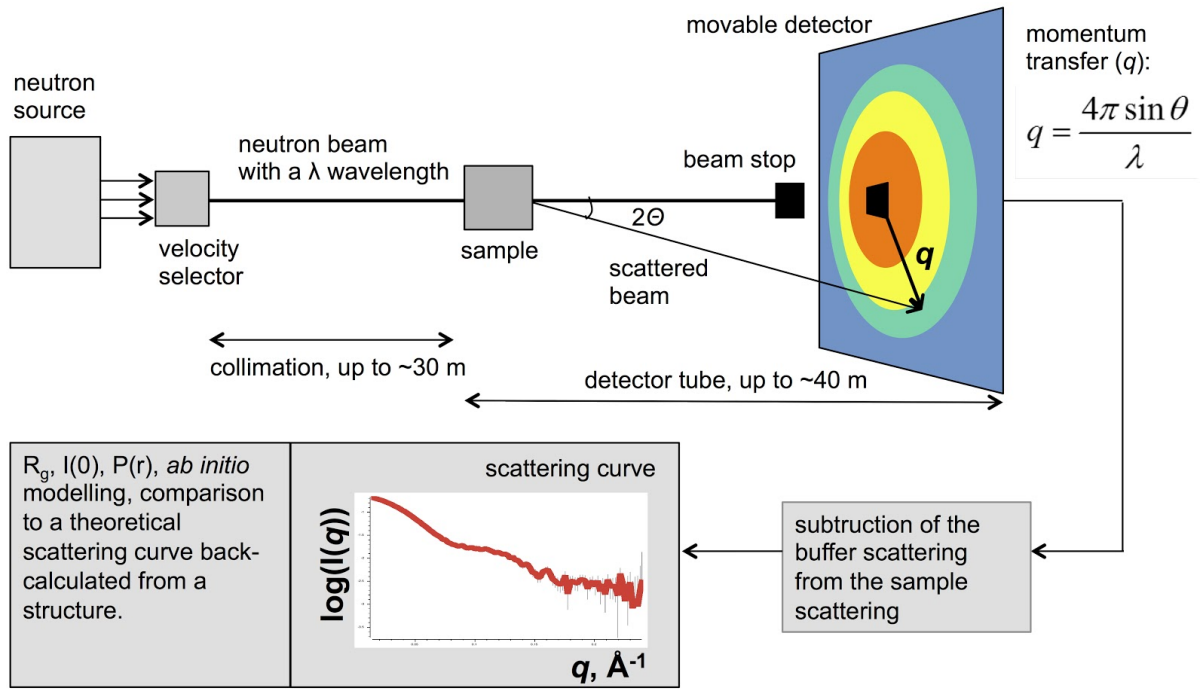 neutron
source
velocity
selector
neutron beam
with a λ wavelength
sample
2Θ
scattered
beam
beam stop
movable detector
q
momentum
transfer (q):
q = 4π sin θ / λ
collimation, up to ~30 m
detector tube, up to ~40 m
subtruction of the
buffer scattering
from the sample
scattering
scattering curve
log(I(q))
q, Å-1
Rg, I(0), P(r), ab initio
modelling, comparison
to a theoretical
scattering curve back-
calculated from a
structure.